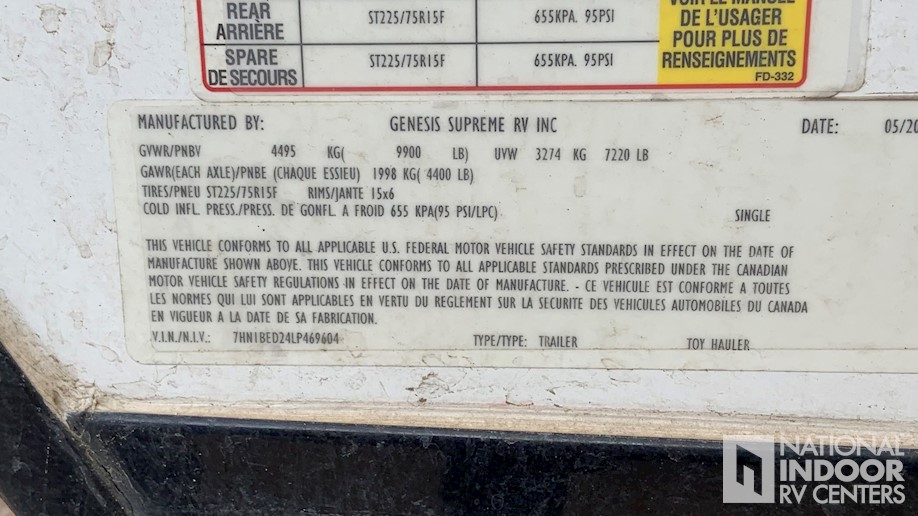 VOIR LE MANUEL
REAR ST225/75R15F 655KPA. 95PSI DE L'USAGER
ARRIÈRE POUR PLUS DE
SPARE ST225/75R15F 655KPA. 95PSI RENSEIGNEMENTS
DE SECOURS FD-332
MANUFACTURED BY: GENESIS SUPREME RV INC DATE: 05/20
GVWR/PNBV 4495 KG( 9900 LB) UVW 3274 KG 7220 LB
GAWR(EACH AXLE)/PNBE (CHAQUE ESSIEU) 1998 KG( 4400 LB)
TIRES/PNEU ST225/75R15F RIMS/JANTE 15x6
COLD INFL. PRESS./PRESS. DE GONFL. A FROID 655 KPA(95 PSI/LPC) SINGLE
THIS VEHICLE CONFORMS TO ALL APPLICABLE U.S. FEDERAL MOTOR VEHICLE SAFETY STANDARDS IN EFFECT ON THE DATE OF
MANUFACTURE SHOWN ABOVE. THIS VEHICLE CONFORMS TO ALL APPLICABLE STANDARDS PRESCRIBED UNDER THE CANADIAN
MOTOR VEHICLE SAFETY REGULATIONS IN EFFECT ON THE DATE OF MANUFACTURE. - CE VEHICULE EST CONFORME A TOUTES
LES NORMES QUI LUI SONT APPLICABLES EN VERTU DU REGLEMENT SUR LA SECURITE DES VEHICULES AUTOMOBILES DU CANADA
EN VIGUEUR A LA DATE DE SA FABRICATION.
V.I.N./N.I.V.: 7HN1BED24LP469604 TYPE/TYPE: TRAILER TOY HAULER
NATIONAL
INDOOR
RV CENTERS